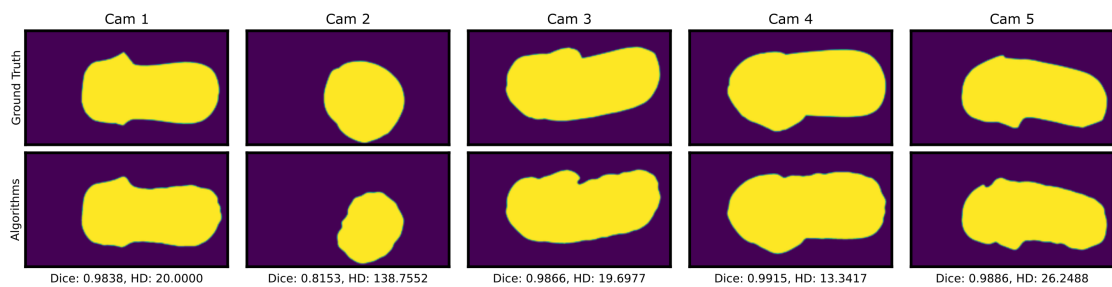 Cam 1 Cam 2 Cam 3 Cam 4 Cam 5
Ground Truth
Algorithms
Dice: 0.9838, HD: 20.0000 Dice: 0.8153, HD: 138.7552 Dice: 0.9866, HD: 19.6977 Dice: 0.9915, HD: 13.3417 Dice: 0.9886, HD: 26.2488